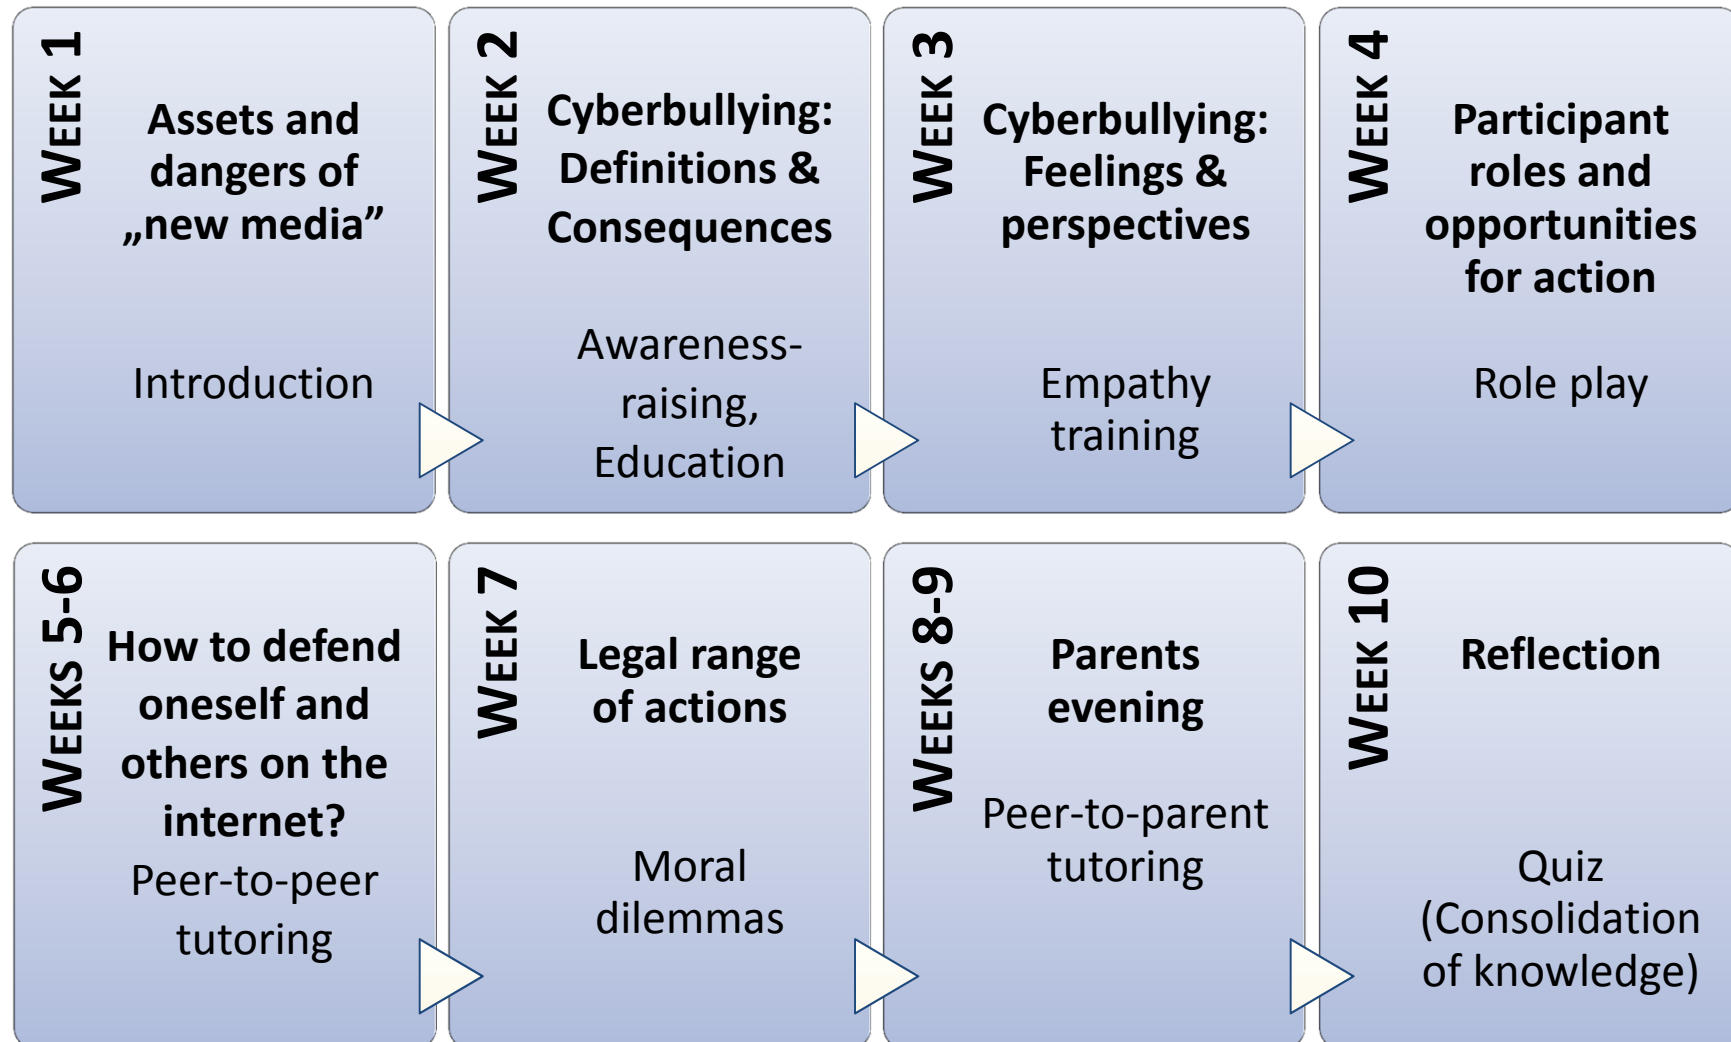 WEEK 1
Assets and
dangers of
„new media”
Introduction
WEEK 2
Cyberbullying:
Definitions &
Consequences
Awareness-
raising,
Education
WEEK 3
Cyberbullying:
Feelings &
perspectives
Empathy
training
WEEK 4
Participant
roles and
opportunities
for action
Role play
WEEKS 5-6
How to defend
oneself and
others on the
internet?
Peer-to-peer
tutoring
WEEK 7
Legal range
of actions
Moral
dilemmas
WEEKS 8-9
Parents
evening
Peer-to-parent
tutoring
WEEK 10
Reflection
Quiz
(Consolidation
of knowledge)